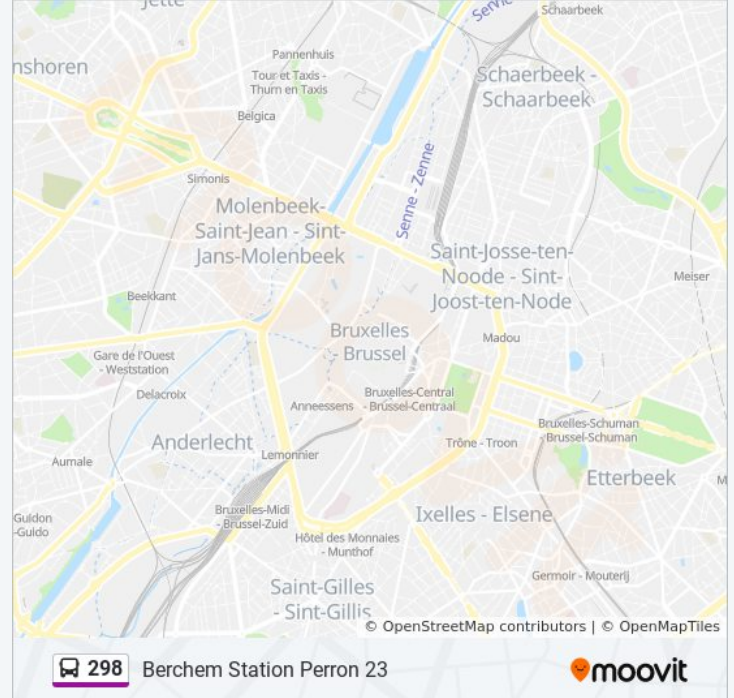 Jette
Servic
Schaarbeek
Pannenhuis
nshoren
Tour et Taxis -
Thurn en Taxis
Schaerbeek -
Schaarbeek
Belgica
Senne - Zenne
Simonis
Molenbeek-
Saint-Jean - Sint-
Jans-Molenbeek
Saint-Josse-ten-
Noode - Sint-
Joost-ten-Node
Meiser
Beekkant
Bruxelles
- Brussel
Madou
Gare de l'Ouest
- Weststation
Delacroix
Bruxelles-Central
- Brussel-Centraal
Anneessens
Bruxelles-Schuman
- Brussel-Schuman
Anderlecht
Trône - Troon
Lemonnier
Aumale
Etterbeek
M
Bruxelles-Midi
- Brussel-Zuid
Ixelles - Elsene
Guidon
-Guido
Hôtel des Monnaies
- Munthof
Germoir - Mouterij
Saint-Gilles
- Sint-Gillis
© OpenStreetMap contributors | © OpenMapTiles
298 Berchem Station Perron 23
moovit